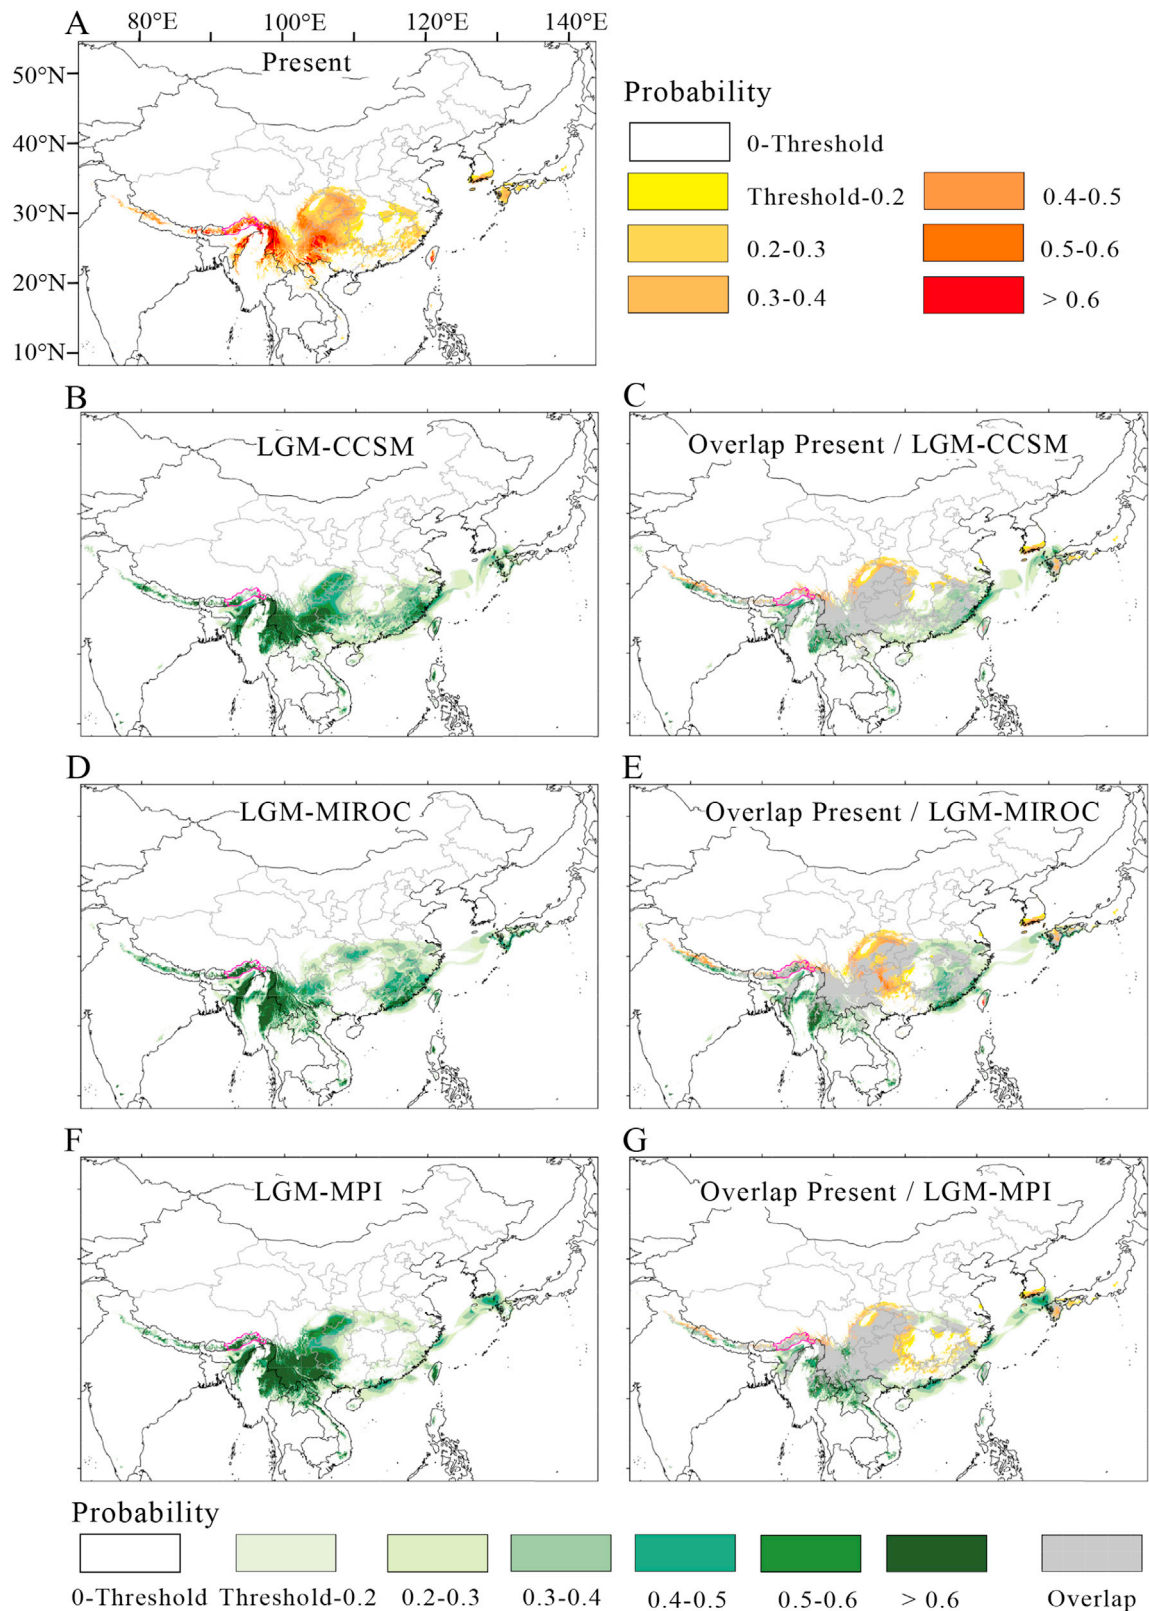 A
80°E 100°E 120°E 140°E
50°N
40°N
30°N
20°N
10°N
Present
Probability
0-Threshold
Threshold-0.2
0.4-0.5
0.2-0.3
0.5-0.6
0.3-0.4
> 0.6
B
LGM-CCSM
C
Overlap Present / LGM-CCSM
D
LGM-MIROC
E
Overlap Present / LGM-MIROC
F
LGM-MPI
G
Overlap Present / LGM-MPI
Probability
0-Threshold Threshold-0.2 0.2-0.3 0.3-0.4 0.4-0.5 0.5-0.6 > 0.6 Overlap